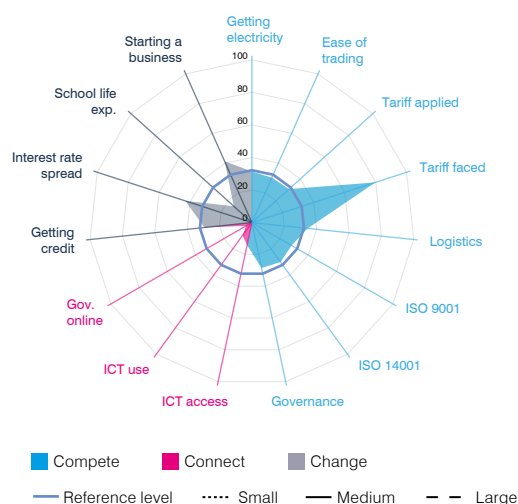 Getting
electricity
Ease of
trading
Tariff applied
Tariff faced
Logistics
ISO 9001
ISO 14001
Governance
ICT access
ICT use
Gov.
online
Getting
credit
Interest rate
spread
School life
exp.
Starting a
business
100
80
60
40
20
0
Compete Connect Change
Reference level Small Medium Large